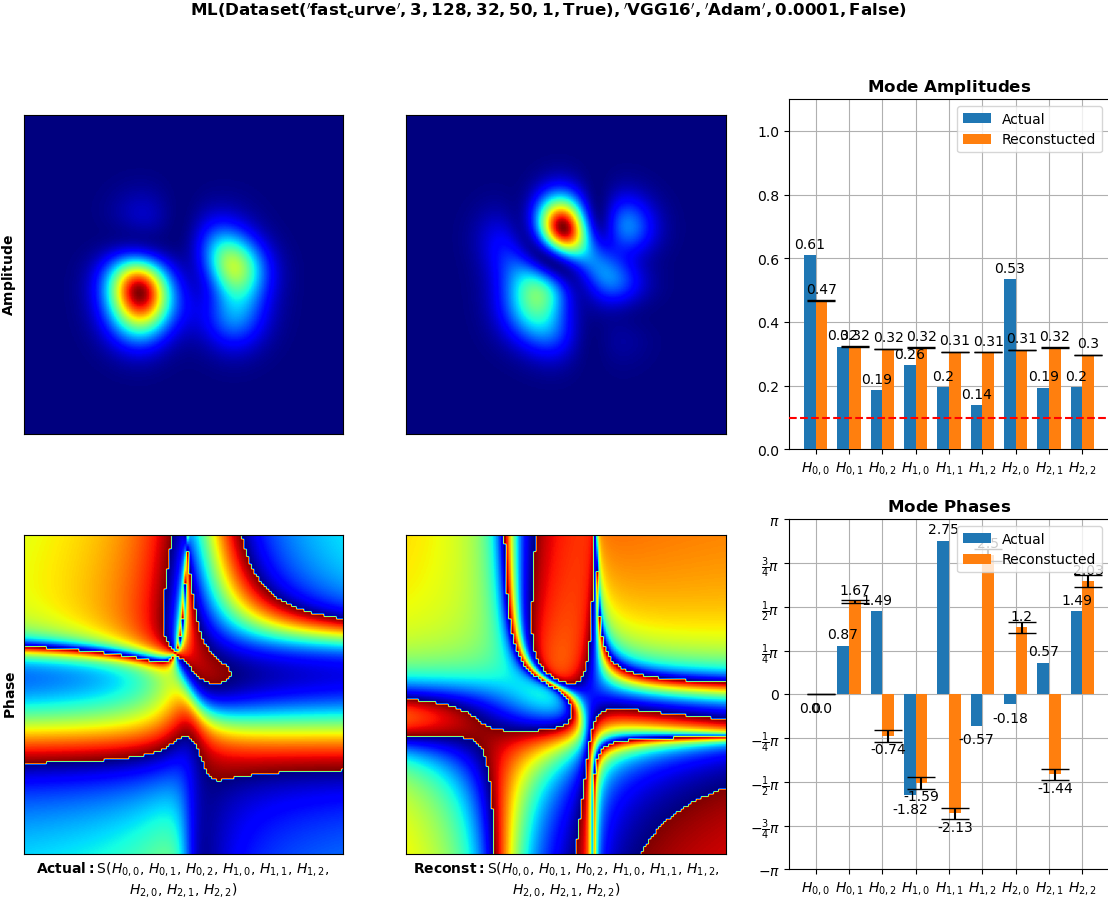 ML(Dataset(′fast_curve′, 3, 128, 32, 50, 1, True), ′VGG16′, ′Adam′, 0.0001, False)
Amplitude
Mode Amplitudes
Actual
Reconstucted
1.0
0.8
0.6
0.4
0.2
0.0
0.61
0.47
0.32
0.32
0.19
0.32
0.26
0.32
0.2
0.31
0.14
0.31
0.53
0.31
0.19
0.32
0.2
0.3
H0,0 H0,1 H0,2 H1,0 H1,1 H1,2 H2,0 H2,1 H2,2
Phase
Actual: S(H0,0, H0,1, H0,2, H1,0, H1,1, H1,2,
H2,0, H2,1, H2,2)
Reconst: S(H0,0, H0,1, H0,2, H1,0, H1,1, H1,2,
H2,0, H2,1, H2,2)
Mode Phases
Actual
Reconstucted
π
3/4π
1/2π
1/4π
0
−1/4π
−1/2π
−3/4π
−π
0.0
0.0
0.87
1.67
1.49
-0.74
-1.82
-1.59
2.75
-2.13
-0.57
2.5
-0.18
1.2
0.57
-1.44
1.49
2.03
H0,0 H0,1 H0,2 H1,0 H1,1 H1,2 H2,0 H2,1 H2,2